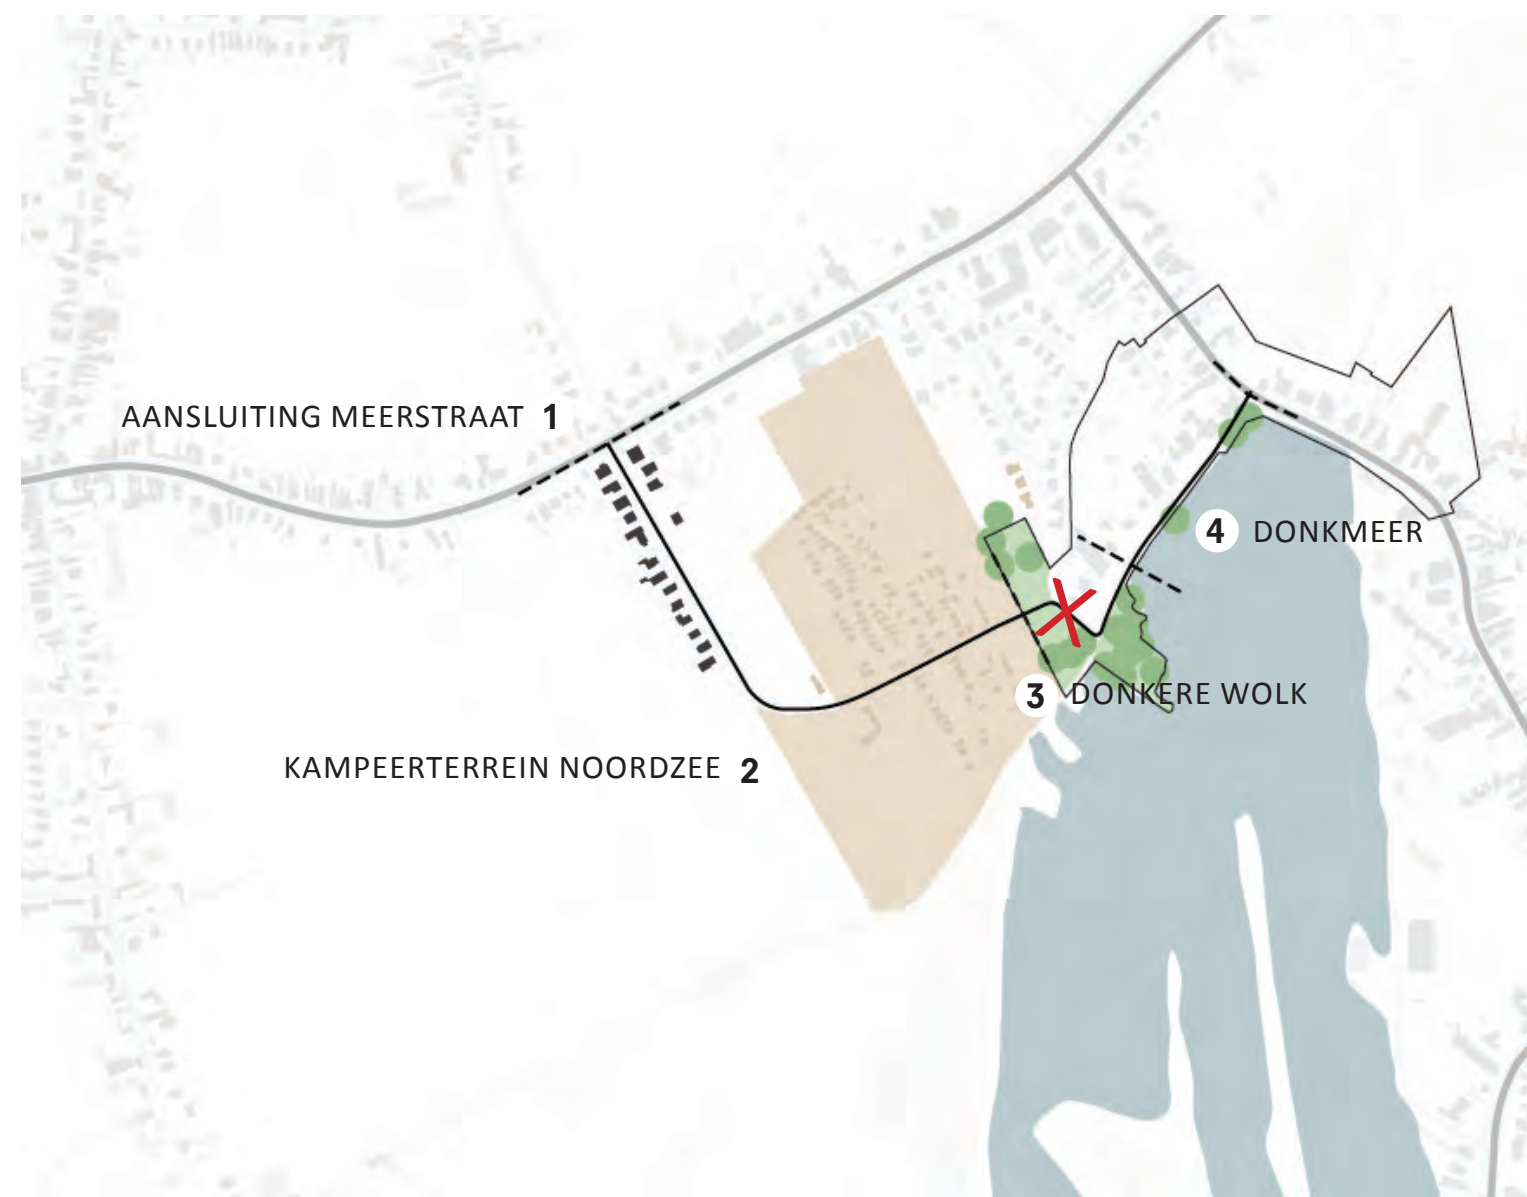 AANSLUITING MEERSTRAAT 1
4 DONKMEER
3 DONKERE WOLK
KAMPEERTERREIN NOORDZEE 2